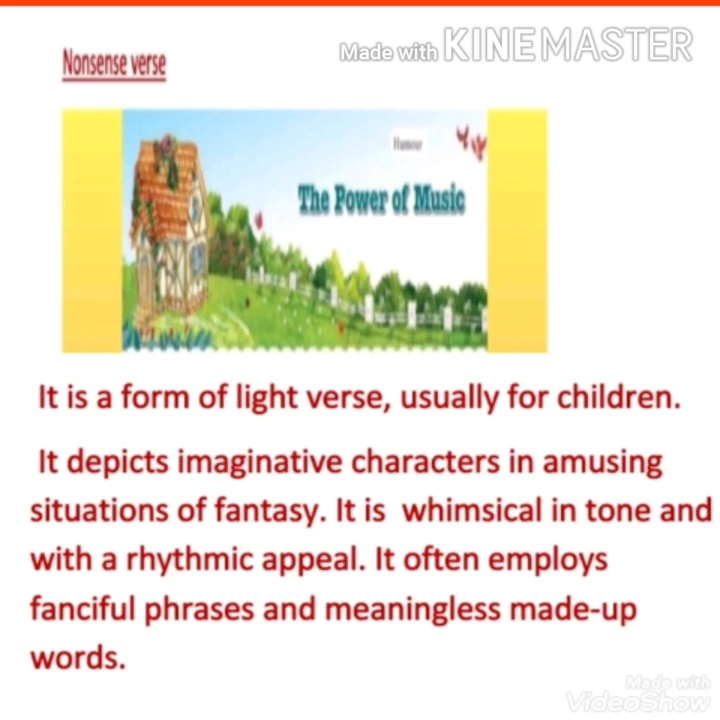 Made with KINEMASTER
Nonsense verse
Humour
The Power of Music
It is a form of light verse, usually for children.
It depicts imaginative characters in amusing
situations of fantasy. It is whimsical in tone and
with a rhythmic appeal. It often employs
fanciful phrases and meaningless made-up
words.
Made with
VideoShow